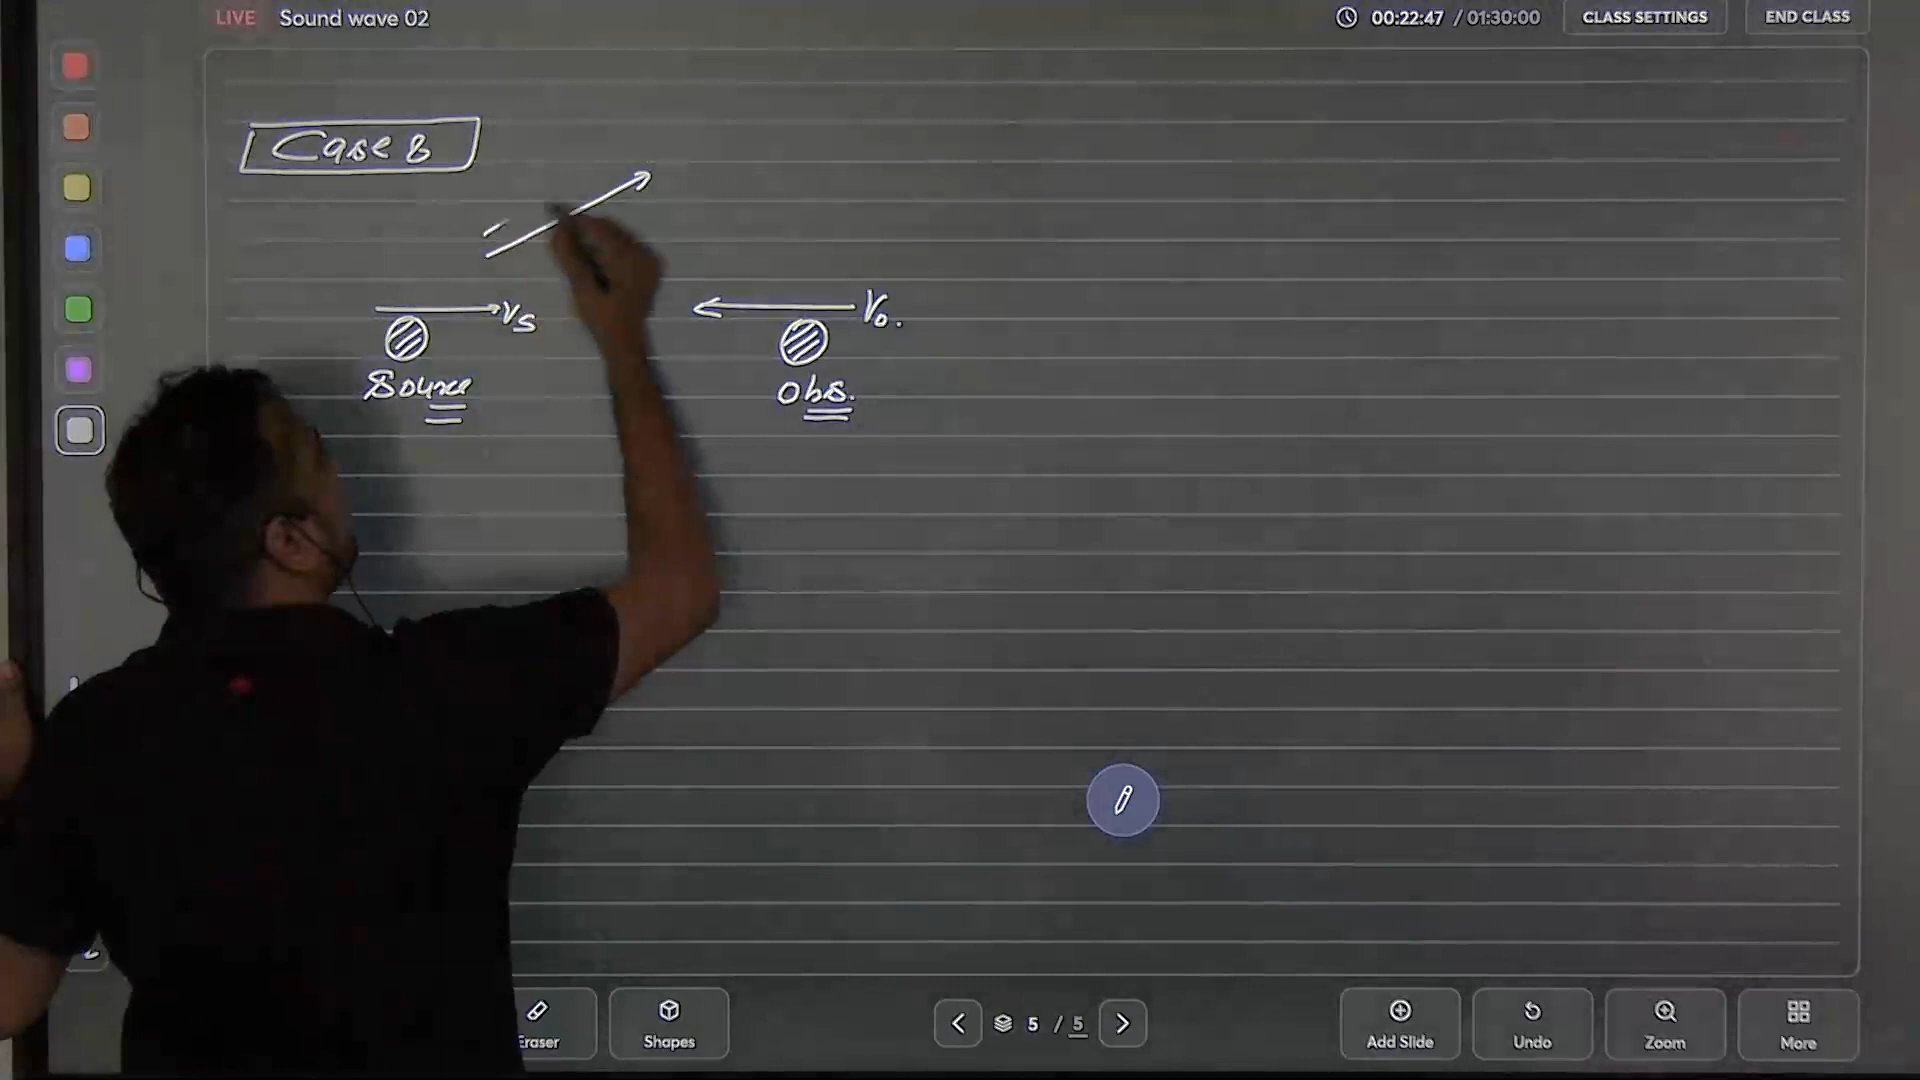 LIVE Sound wave 02 00:22:47 / 01:30:00 CLASS SETTINGS END CLASS
Case 8
Vs Vo.
Source Obs.
Eraser Shapes 5 / 5 Add Slide Undo Zoom More